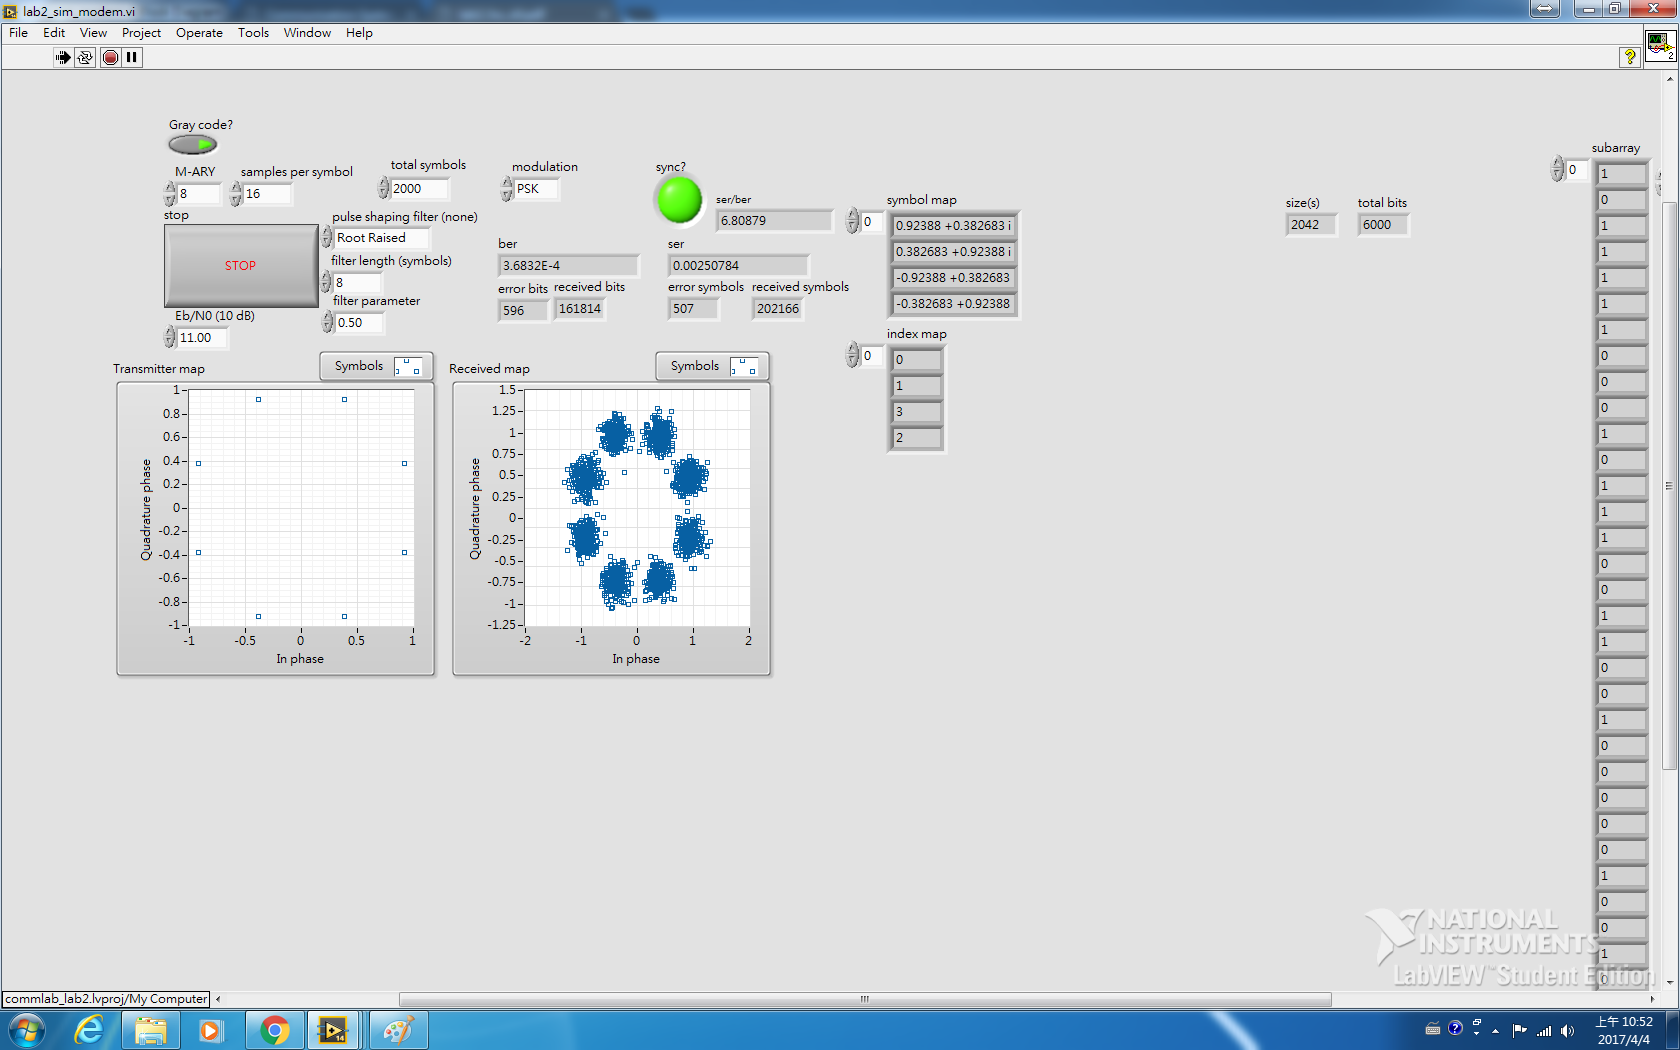 lab2_sim_modem.vi
File Edit View Project Operate Tools Window Help
2
Gray code?
M-ARY
8
samples per symbol
16
total symbols
2000
modulation
PSK
stop
STOP
pulse shaping filter (none)
Root Raised
filter length (symbols)
8
filter parameter
0.50
Eb/N0 (10 dB)
11.00
sync?
ser/ber
6.80879
ber
3.6832E-4
ser
0.00250784
error bits
596
received bits
161814
error symbols
507
received symbols
202166
symbol map
0
0.92388 +0.382683 i
0.382683 +0.92388 i
-0.92388 +0.382683
-0.382683 +0.92388
index map
0
0
1
3
2
size(s)
2042
total bits
6000
subarray
0
1
0
1
1
1
1
1
0
0
0
1
0
1
1
1
0
0
1
1
0
0
1
0
0
0
0
0
1
0
0
1
0
Transmitter map
Symbols
1
0.8
0.6
0.4
0.2
0
-0.2
-0.4
-0.6
-0.8
-1
Quadrature phase
-1 -0.5 0 0.5 1
In phase
Received map
Symbols
1.5
1.25
1
0.75
0.5
0.25
0
-0.25
-0.5
-0.75
-1
-1.25
Quadrature phase
-2 -1 0 1 2
In phase
NATIONAL
INSTRUMENTS
LabVIEW™ Student Edition
commlab_lab2.lvproj/My Computer
14
上午 10:52
2017/4/4